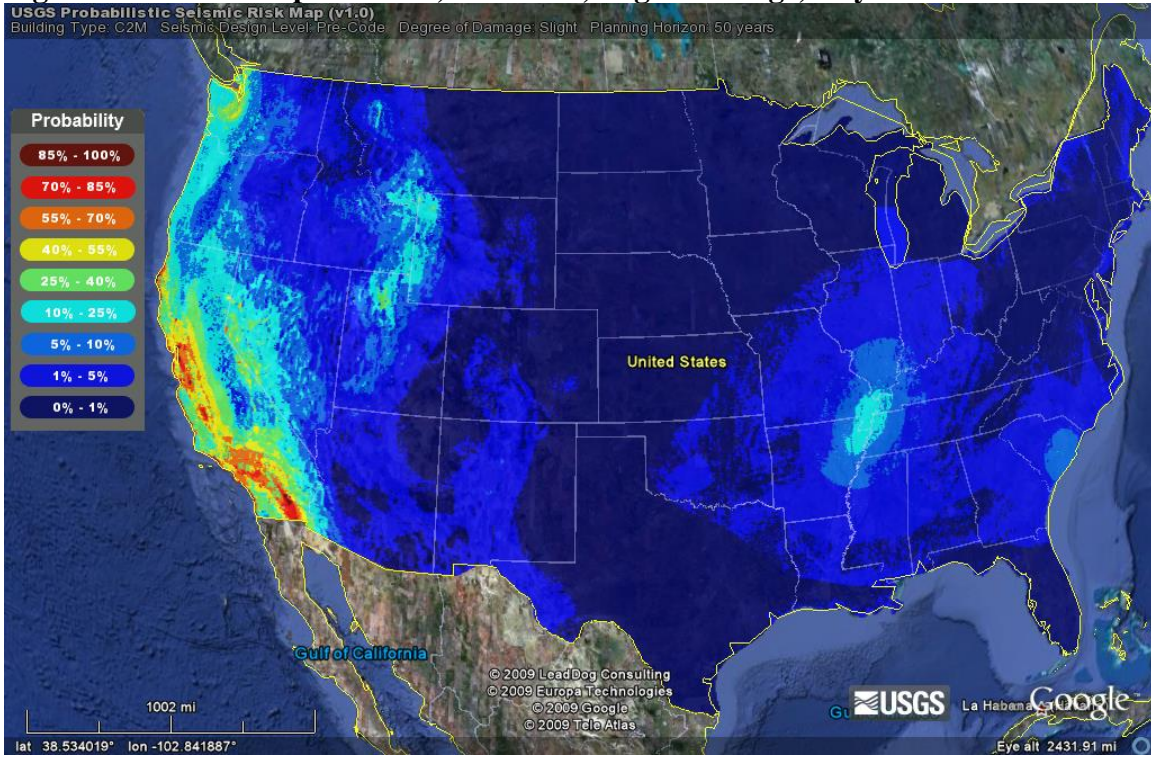 USGS Probabilistic Seismic Risk Map (v1.0)
Building Type: C2M Seismic Design Level: Pre-Code Degree of Damage: Slight Planning Horizon: 50 years
Probability
85% - 100%
70% - 85%
55% - 70%
40% - 55%
25% - 40%
10% - 25%
5% - 10%
1% - 5%
0% - 1%
United States
Gulf of California
© 2009 LeadDog Consulting
© 2009 Europa Technologies
© 2009 Google
© 2009 Tele Atlas
1002 mi
USGS
La Habana
Google
lat 38.534019° lon -102.841887°
Eye alt 2431.91 mi